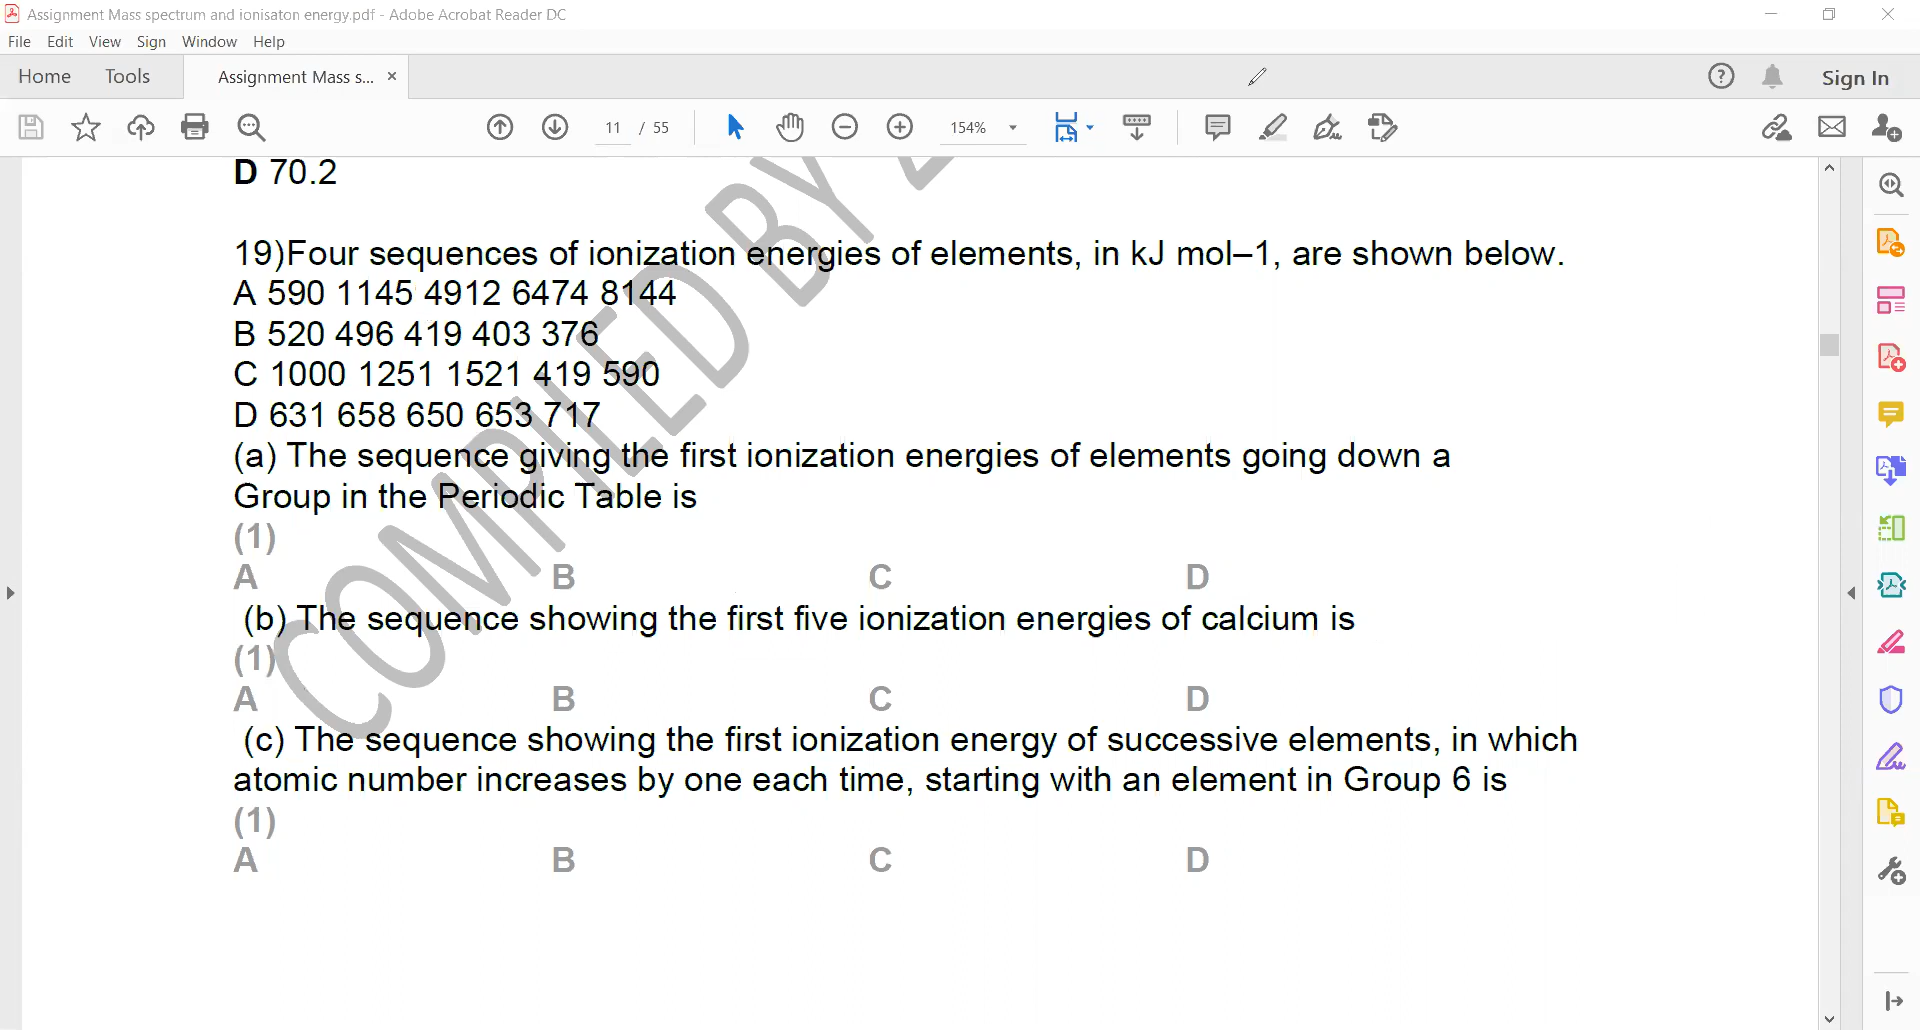 Assignment Mass spectrum and ionisaton energy.pdf - Adobe Acrobat Reader DC
File Edit View Sign Window Help
Home Tools Assignment Mass s... × Sign In
11 / 55 154%
D 70.2
19)Four sequences of ionization energies of elements, in kJ mol–1, are shown below.
A 590 1145 4912 6474 8144
B 520 496 419 403 376
C 1000 1251 1521 419 590
D 631 658 650 653 717
(a) The sequence giving the first ionization energies of elements going down a
Group in the Periodic Table is
(1)
A B C D
(b) The sequence showing the first five ionization energies of calcium is
(1)
A B C D
(c) The sequence showing the first ionization energy of successive elements, in which
atomic number increases by one each time, starting with an element in Group 6 is
(1)
A B C D
COMPILED BY